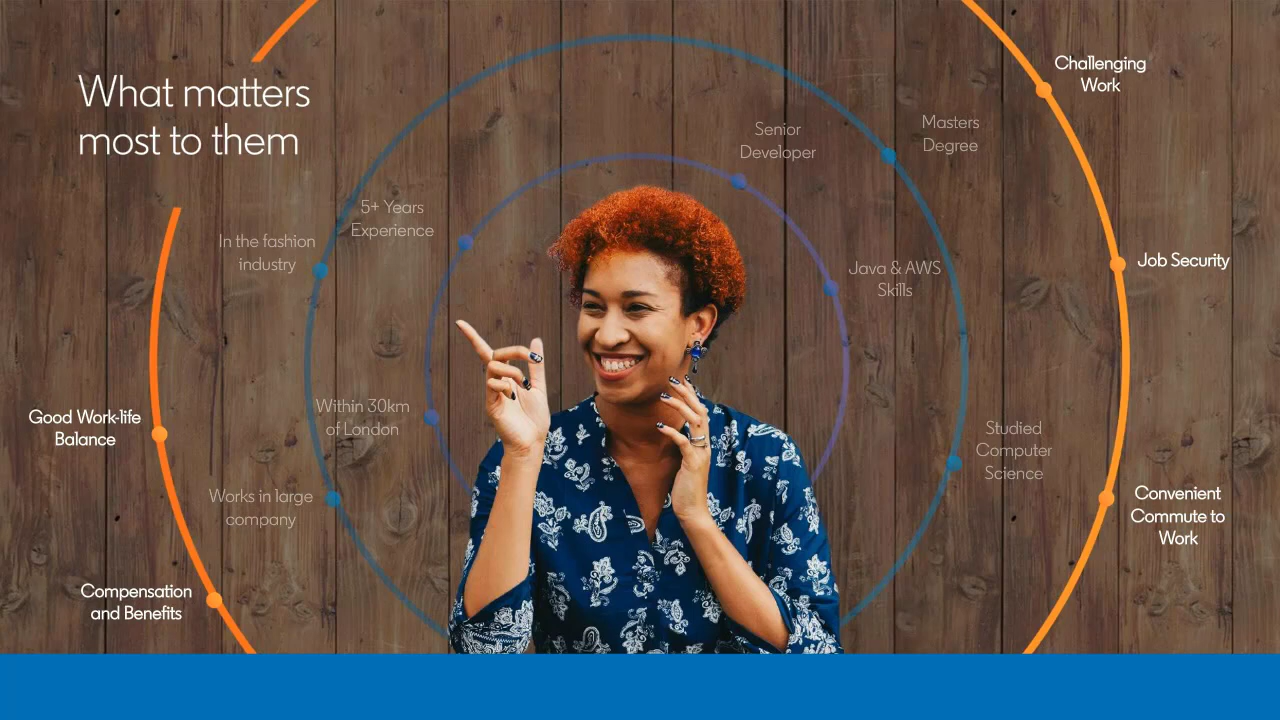 What matters
most to them
Challenging
Work
Senior
Developer
Masters
Degree
5+ Years
Experience
In the fashion
industry
Job Security
Java & AWS
Skills
Within 30km
of London
Good Work-life
Balance
Studied
Computer
Science
Works in large
company
Convenient
Commute to
Work
Compensation
and Benefits